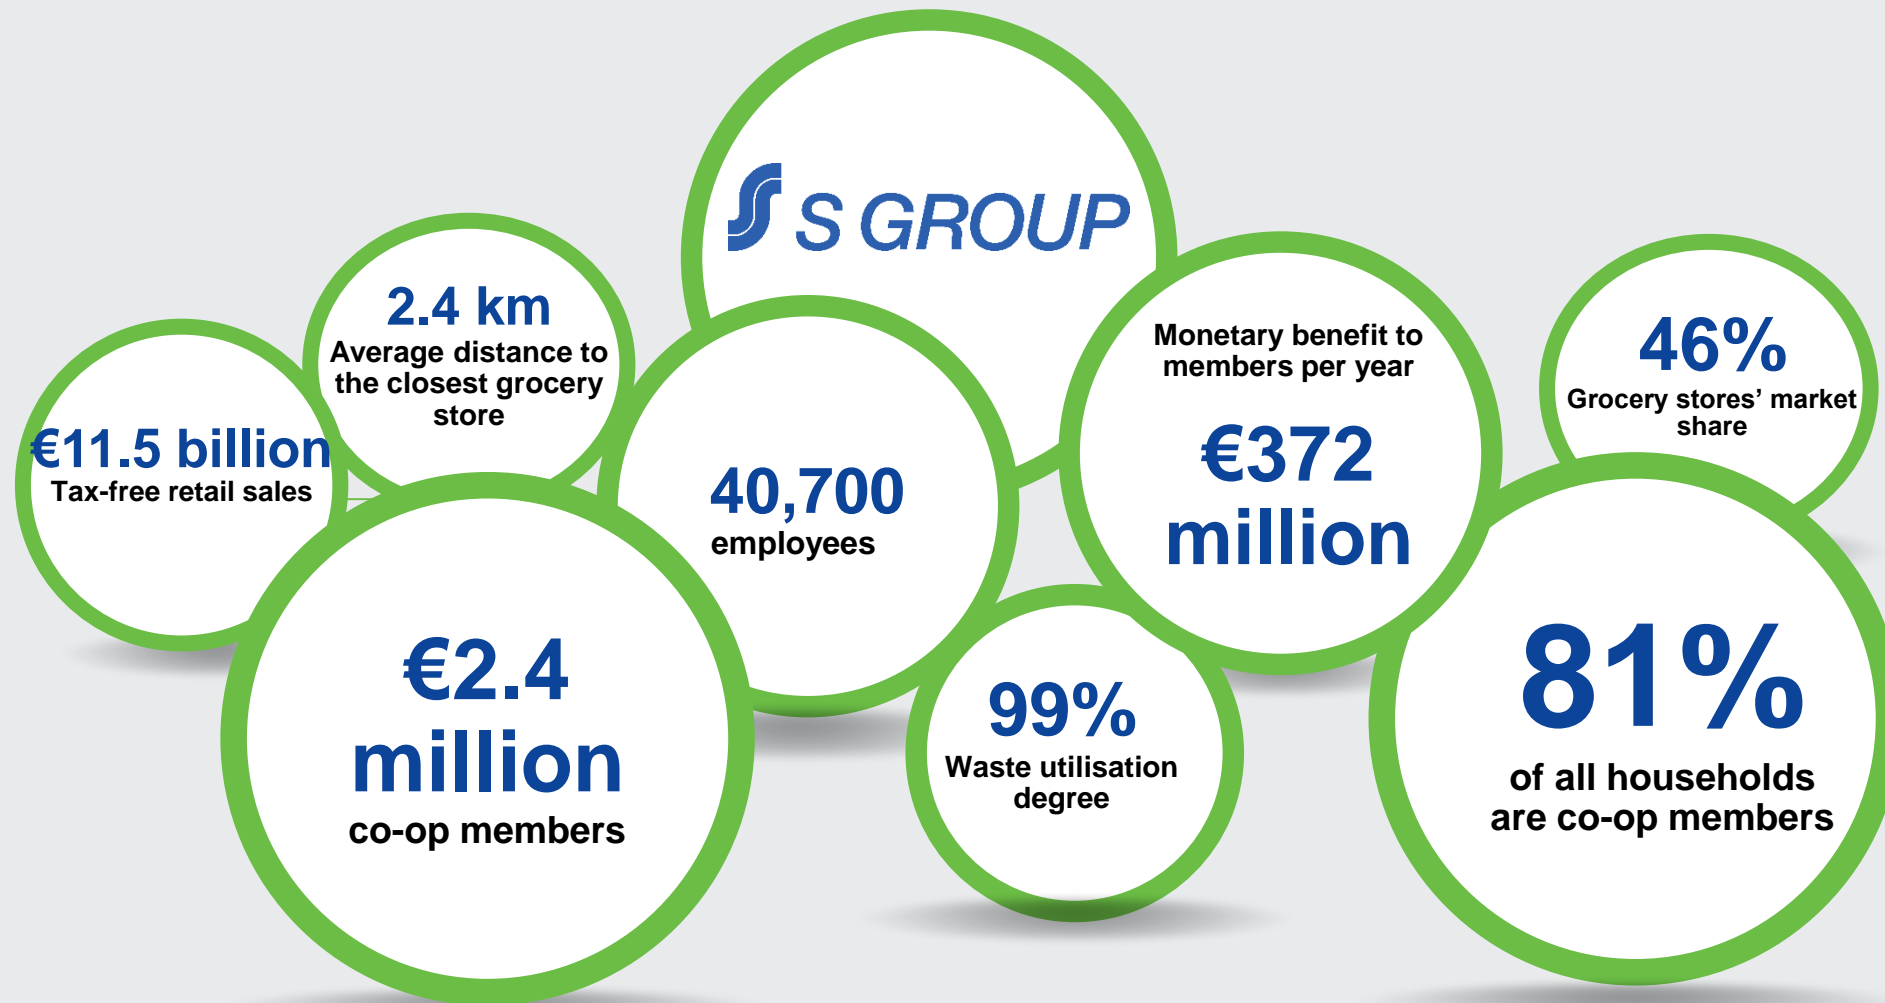 S GROUP
2.4 km
Average distance to
the closest grocery
store
€11.5 billion
Tax-free retail sales
40,700
employees
Monetary benefit to
members per year
€372
million
46%
Grocery stores’ market
share
€2.4
million
co-op members
99%
Waste utilisation
degree
81%
of all households
are co-op members